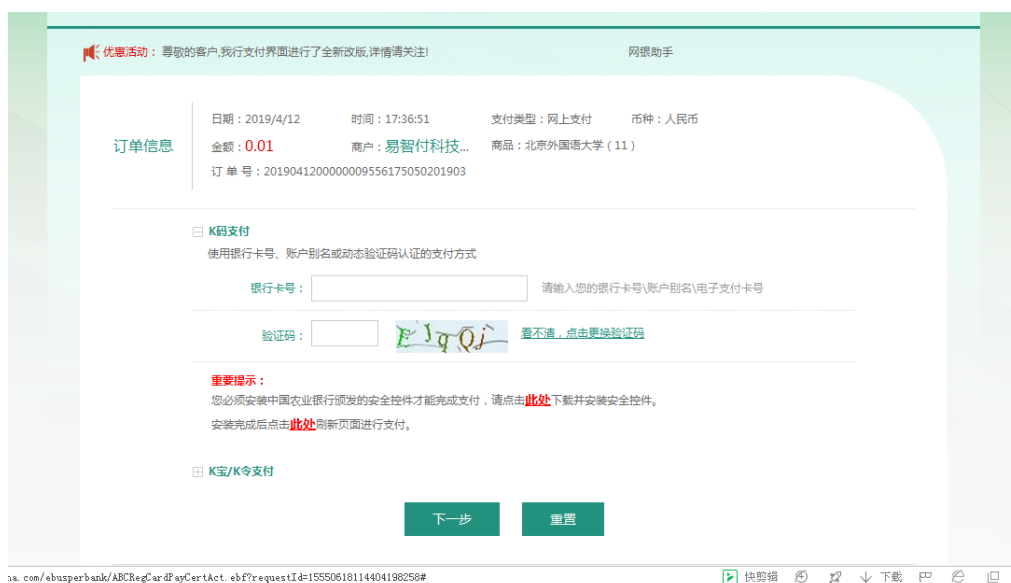 优惠活动： 尊敬的客户,我行支付界面进行了全新改版,详情请关注! 网银助手
日期：2019/4/12 时间：17:36:51 支付类型：网上支付 币种：人民币
订单信息 金额：0.01 商户：易智付科技... 商品：北京外国语大学（11）
订 单 号：2019041200000009556175050201903
K码支付
使用银行卡号、账户别名或动态验证码认证的支付方式
银行卡号： 请输入您的银行卡号\账户别名\电子支付卡号
验证码： 看不清，点击更换验证码
重要提示：
您必须安装中国农业银行颁发的安全控件才能完成支付，请点击此处下载并安装安全控件。
安装完成后点击此处刷新页面进行支付。
K宝/K令支付
下一步 重置
na.com/ebusperbank/ABCRegCardPayCertAct.ebf?requestId=15550618114404198258# 快剪辑 下载